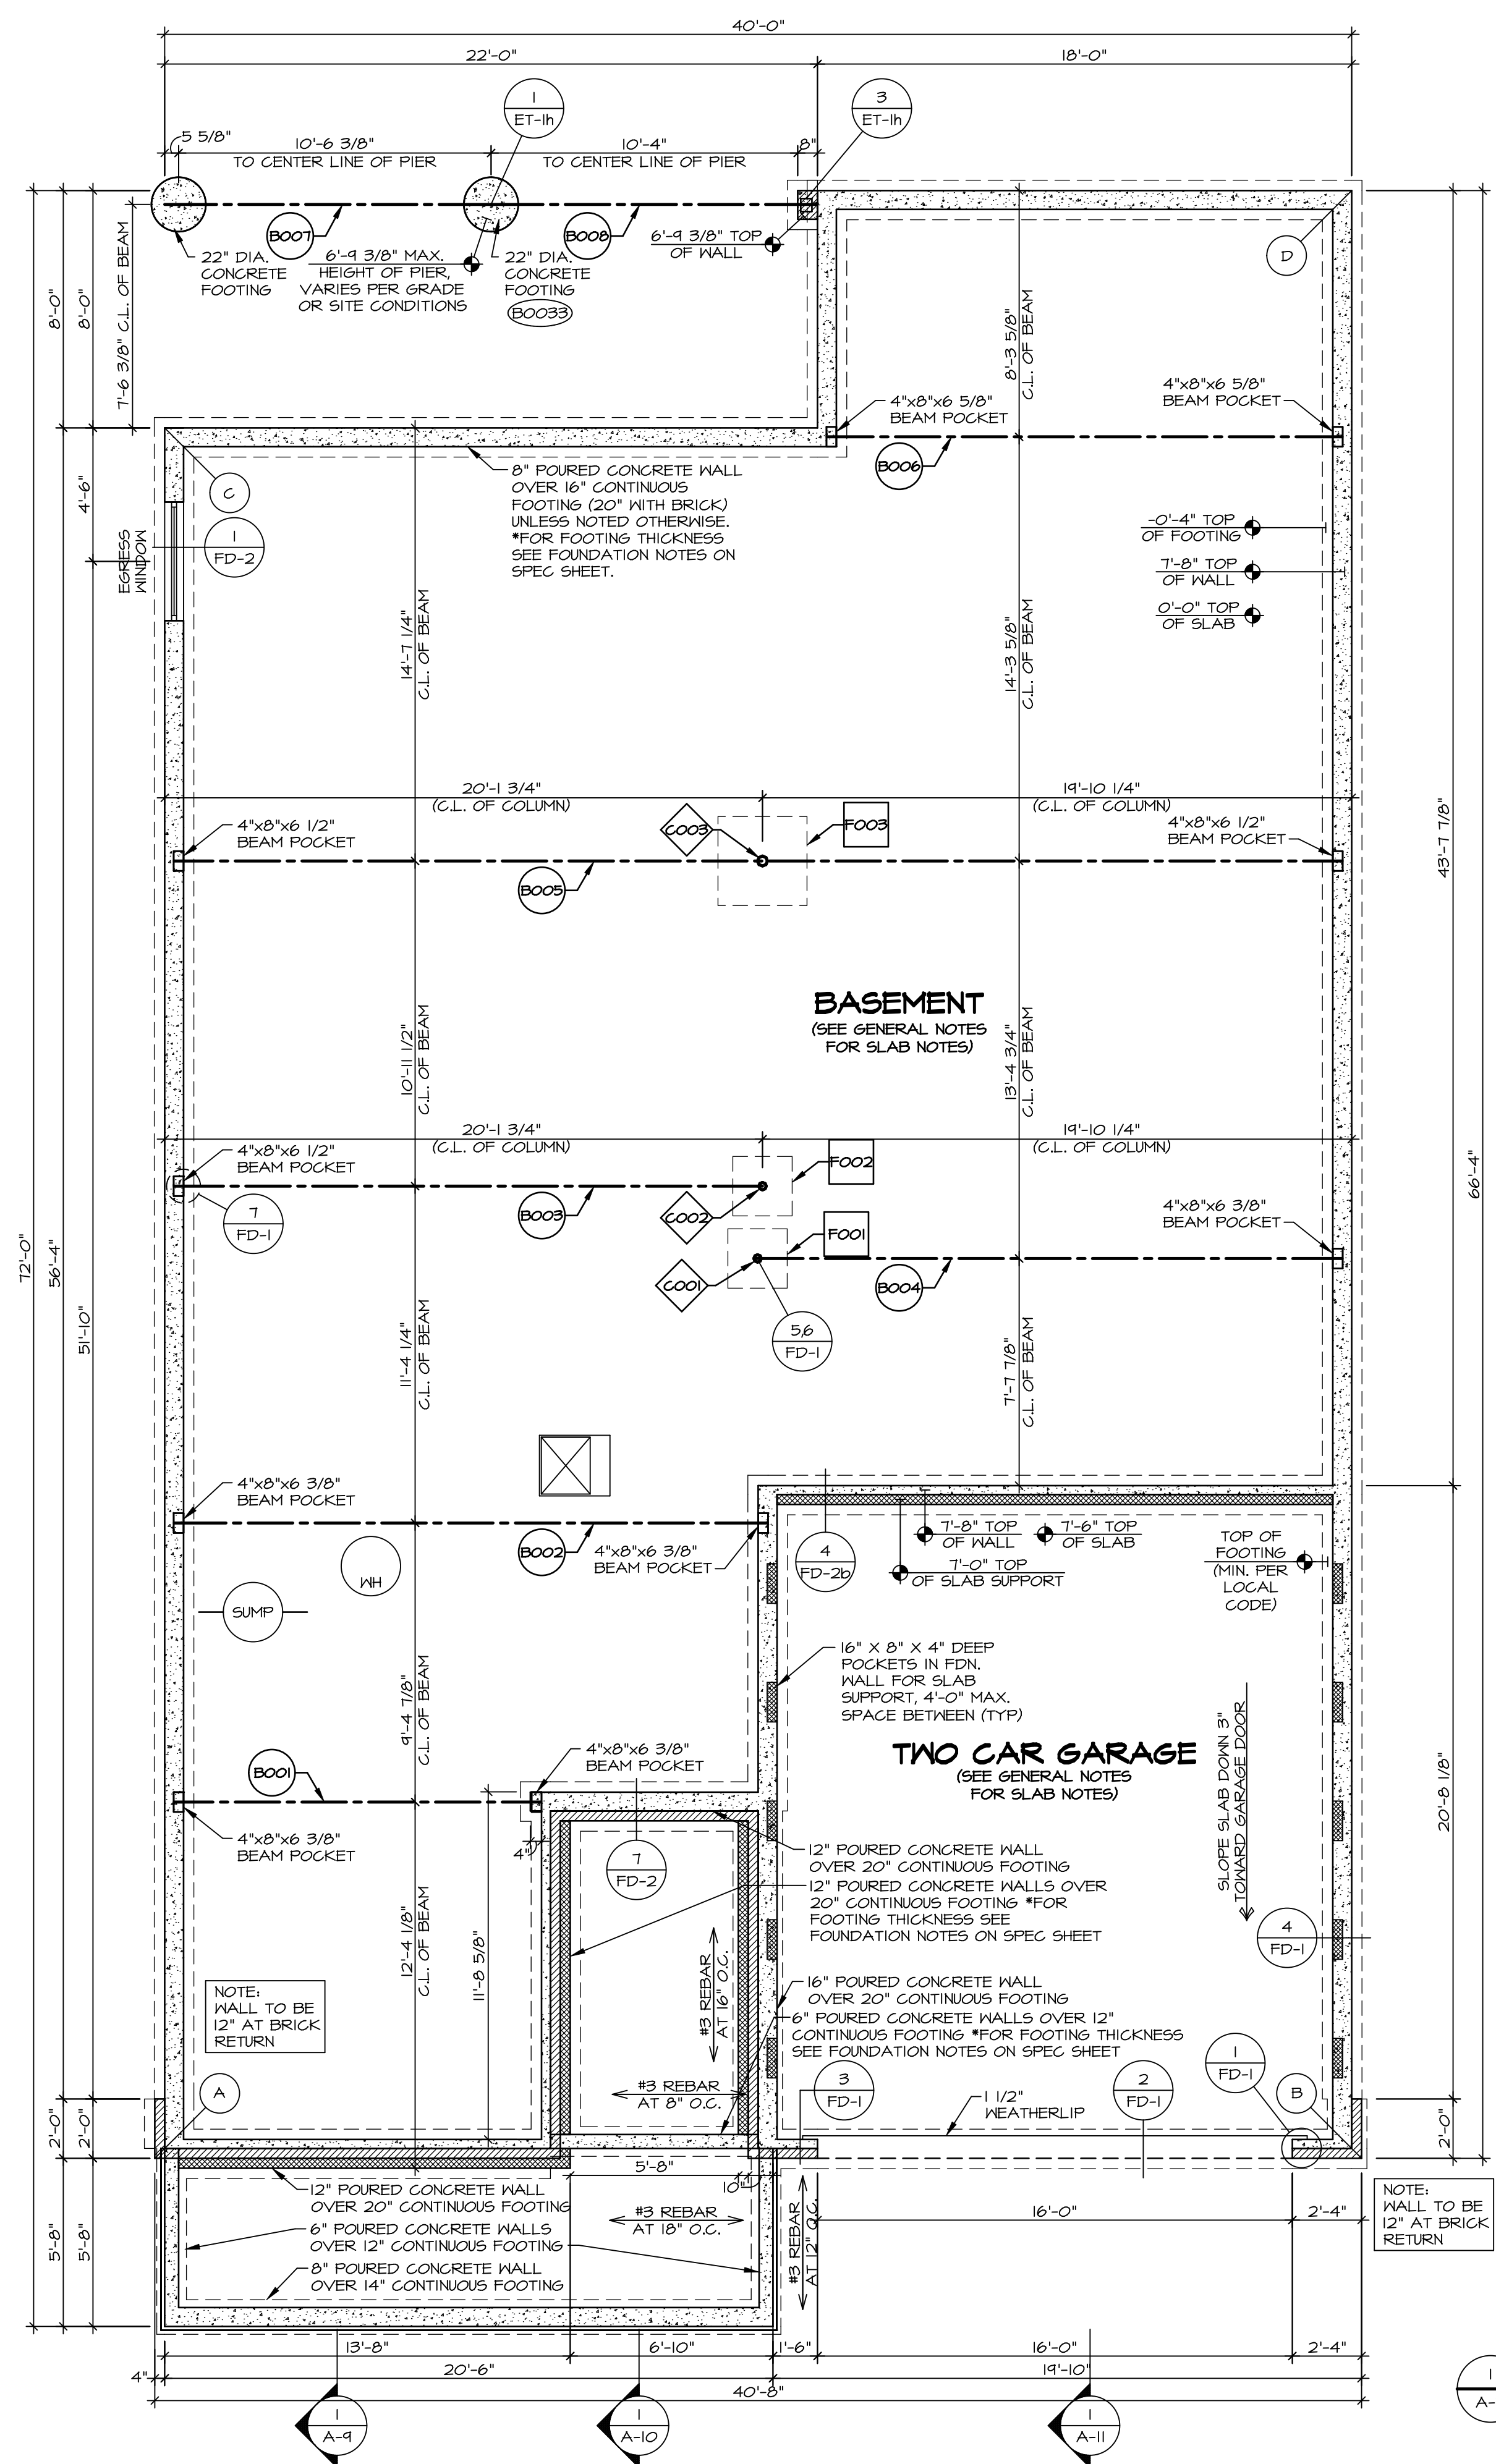 40'-0"
22'-0"
18'-0"
1
ET-1h
3
ET-1h
5 5/8"
10'-6 3/8"
TO CENTER LINE OF PIER
10'-4"
TO CENTER LINE OF PIER
8"
B007
B008
22" DIA.
CONCRETE
FOOTING
6'-9 3/8" MAX.
HEIGHT OF PIER,
VARIES PER GRADE
OR SITE CONDITIONS
22" DIA.
CONCRETE
FOOTING
B0033
6'-9 3/8" TOP
OF WALL
D
8'-0"
8'-0"
7'-6 3/8" C.L. OF BEAM
8'-3 5/8"
C.L. OF BEAM
4"x8"x6 5/8"
BEAM POCKET
4"x8"x6 5/8"
BEAM POCKET
B006
C
1
FD-2
4'-6"
EGRESS
WINDOW
8" POURED CONCRETE WALL
OVER 16" CONTINUOUS
FOOTING (20" WITH BRICK)
UNLESS NOTED OTHERWISE.
*FOR FOOTING THICKNESS
SEE FOUNDATION NOTES ON
SPEC SHEET.
-0'-4" TOP
OF FOOTING
7'-8" TOP
OF WALL
0'-0" TOP
OF SLAB
14'-7 1/4"
C.L. OF BEAM
14'-3 5/8"
C.L. OF BEAM
20'-1 3/4"
(C.L. OF COLUMN)
19'-10 1/4"
(C.L. OF COLUMN)
4"x8"x6 1/2"
BEAM POCKET
C003
F003
4"x8"x6 1/2"
BEAM POCKET
B005
43'-7 7/8"
BASEMENT
(SEE GENERAL NOTES
FOR SLAB NOTES)
10'-11 1/2"
C.L. OF BEAM
13'-4 3/4"
C.L. OF BEAM
20'-1 3/4"
(C.L. OF COLUMN)
19'-10 1/4"
(C.L. OF COLUMN)
4"x8"x6 1/2"
BEAM POCKET
F002
7
FD-1
B003
C002
F001
4"x8"x6 3/8"
BEAM POCKET
C001
B004
5,6
FD-1
66'-4"
72'-0"
56'-4"
51'-10"
11'-4 1/4"
C.L. OF BEAM
7'-7 7/8"
C.L. OF BEAM
4"x8"x6 3/8"
BEAM POCKET
B002
4"x8"x6 3/8"
BEAM POCKET
WH
SUMP
4
FD-2b
7'-8" TOP
OF WALL
7'-6" TOP
OF SLAB
7'-0" TOP
OF SLAB SUPPORT
TOP OF
FOOTING
(MIN. PER
LOCAL
CODE)
16" X 8" X 4" DEEP
POCKETS IN FDN.
WALL FOR SLAB
SUPPORT, 4'-0" MAX.
SPACE BETWEEN (TYP)
9'-4 7/8"
C.L. OF BEAM
TWO CAR GARAGE
(SEE GENERAL NOTES
FOR SLAB NOTES)
SLOPE SLAB DOWN 3"
TOWARD GARAGE DOOR
20'-8 1/8"
B001
4"x8"x6 3/8"
BEAM POCKET
4"x8"x6 3/8"
BEAM POCKET
4"
7
FD-2
12" POURED CONCRETE WALL
OVER 20" CONTINUOUS FOOTING
12" POURED CONCRETE WALLS OVER
20" CONTINUOUS FOOTING *FOR
FOOTING THICKNESS SEE
FOUNDATION NOTES ON SPEC SHEET
4
FD-1
12'-4 1/8"
C.L. OF BEAM
11'-8 5/8"
#3 REBAR
AT 16" O.C.
16" POURED CONCRETE WALL
OVER 20" CONTINUOUS FOOTING
6" POURED CONCRETE WALLS OVER 12"
CONTINUOUS FOOTING *FOR FOOTING THICKNESS
SEE FOUNDATION NOTES ON SPEC SHEET
NOTE:
WALL TO BE
12" AT BRICK
RETURN
A
#3 REBAR
AT 8" O.C.
3
FD-1
2
FD-1
1
FD-1
B
1 1/2"
WEATHERLIP
2'-0"
2'-0"
2'-0"
5'-8"
10"
12" POURED CONCRETE WALL
OVER 20" CONTINUOUS FOOTING
6" POURED CONCRETE WALLS
OVER 12" CONTINUOUS FOOTING
8" POURED CONCRETE WALL
OVER 14" CONTINUOUS FOOTING
#3 REBAR
AT 18" O.C.
#3 REBAR
AT 12" O.C.
16'-0"
2'-4"
NOTE:
WALL TO BE
12" AT BRICK
RETURN
5'-8"
5'-8"
13'-8"
6'-10"
1'-6"
16'-0"
2'-4"
4"
20'-6"
19'-10"
40'-8"
1
A-9
1
A-10
1
A-11
1
A-